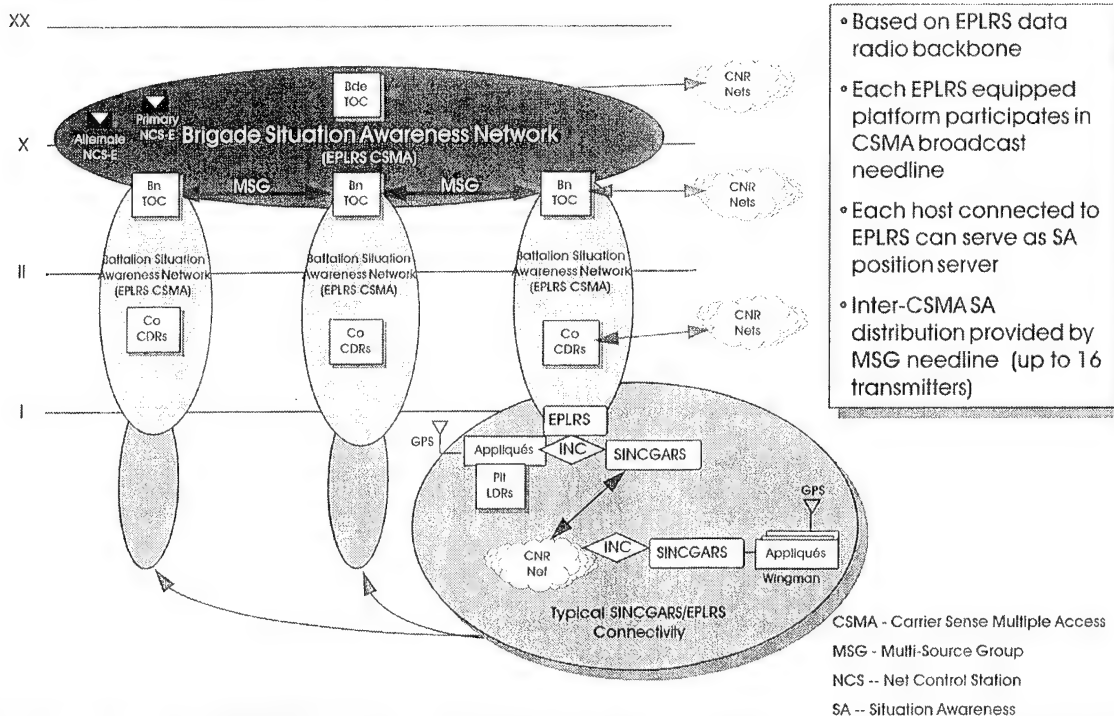 XX
Bde
TOC
CNR
Nets
Primary
NCS-E
Alternate
NCS-E
Brigade Situation Awareness Network
(EPLRS CSMA)
X
Bn
TOC
MSG
Bn
TOC
MSG
Bn
TOC
CNR
Nets
Battalion Situation
Awareness Network
(EPLRS CSMA)
Battalion Situation
Awareness Network
(EPLRS CSMA)
Battalion Situation
Awareness Network
(EPLRS CSMA)
II
Co
CDRs
Co
CDRs
Co
CDRs
CNR
Nets
I
EPLRS
GPS
Appliqués
INC
SINCGARS
Plt
LDRs
GPS
CNR
Net
INC
SINCGARS
Appliqués
Wingman
Typical SINCGARS/EPLRS
Connectivity
• Based on EPLRS data
radio backbone
• Each EPLRS equipped
platform participates in
CSMA broadcast
needline
• Each host connected to
EPLRS can serve as SA
position server
• Inter-CSMA SA
distribution provided by
MSG needline (up to 16
transmitters)
CSMA - Carrier Sense Multiple Access
MSG - Multi-Source Group
NCS -- Net Control Station
SA -- Situation Awareness